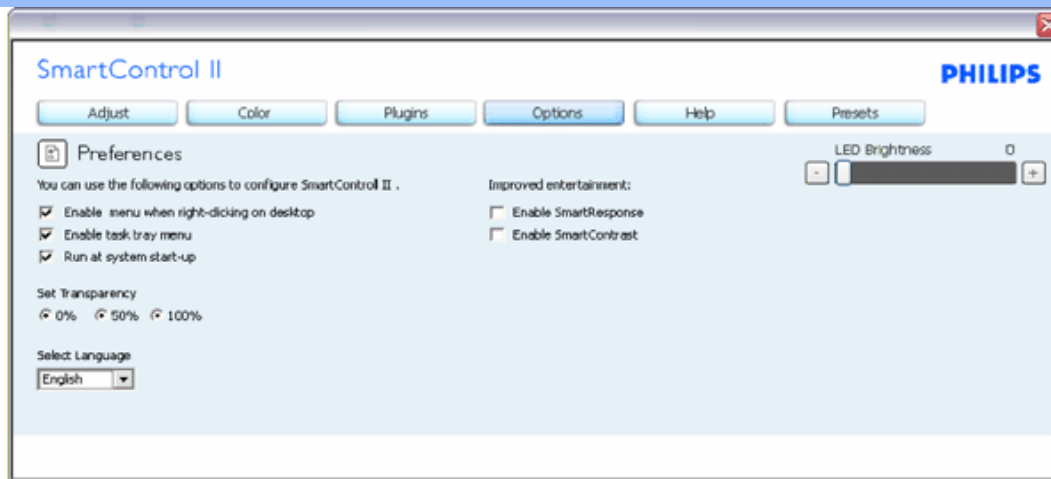 SmartControl II
PHILIPS
Adjust Color Plugins Options Help Presets
Preferences
LED Brightness 0
- +
You can use the following options to configure SmartControl II .
Improved entertainment:
Enable menu when right-clicking on desktop
Enable SmartResponse
Enable task tray menu
Enable SmartContrast
Run at system start-up
Set Transparency
0% 50% 100%
Select Language
English